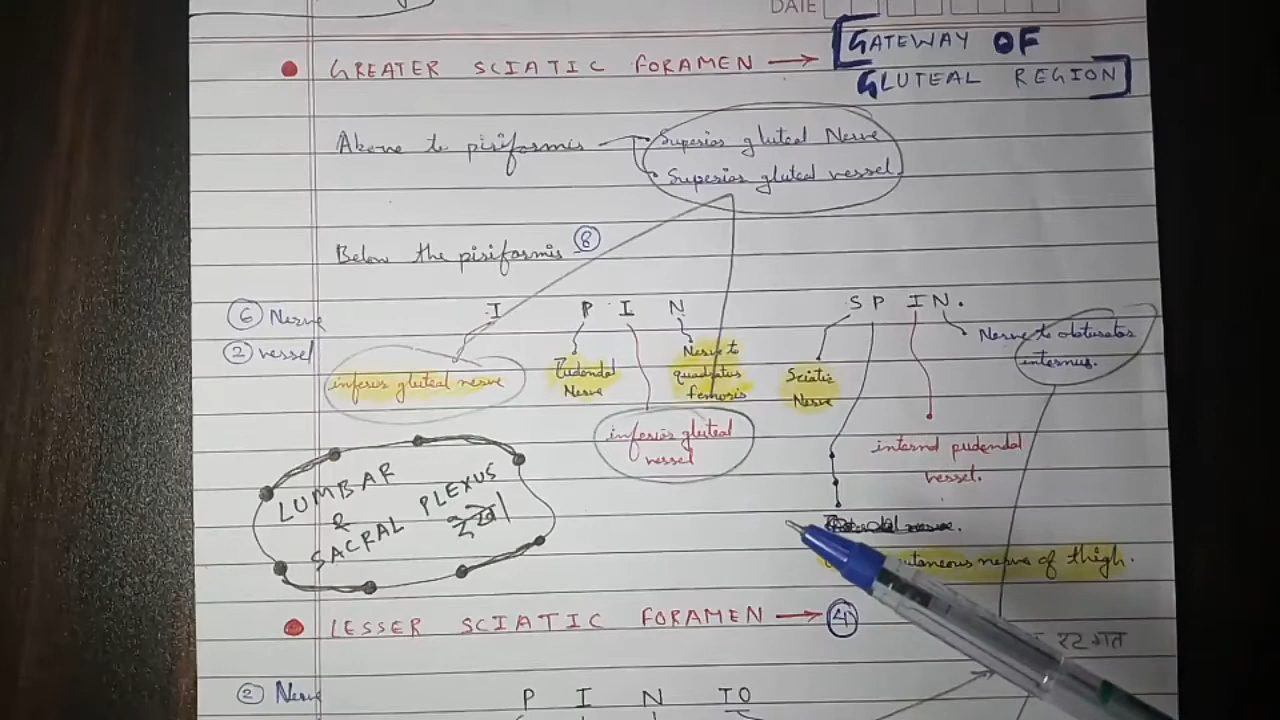 DATE
GREATER SCIATIC FORAMEN → [GATEWAY OF
GLUTEAL REGION]
Above to piriformis Superior gluteal Nerve
Superior gluteal vessel.
Below the piriformis 8
6 Nerve I P I N S P I N.
2 vessel
Nerve to obturator
internus.
inferior gluteal nerve
Pudendal
Nerve
Nerve to
quadratus
femoris
Sciatic
Nerve
inferior gluteal
vessel
internal pudendal
vessel.
LUMBAR
&
SACRAL PLEXUS
cutaneous nerve of thigh.
LESSER SCIATIC FORAMEN → 4
2 Nerve P I N TO